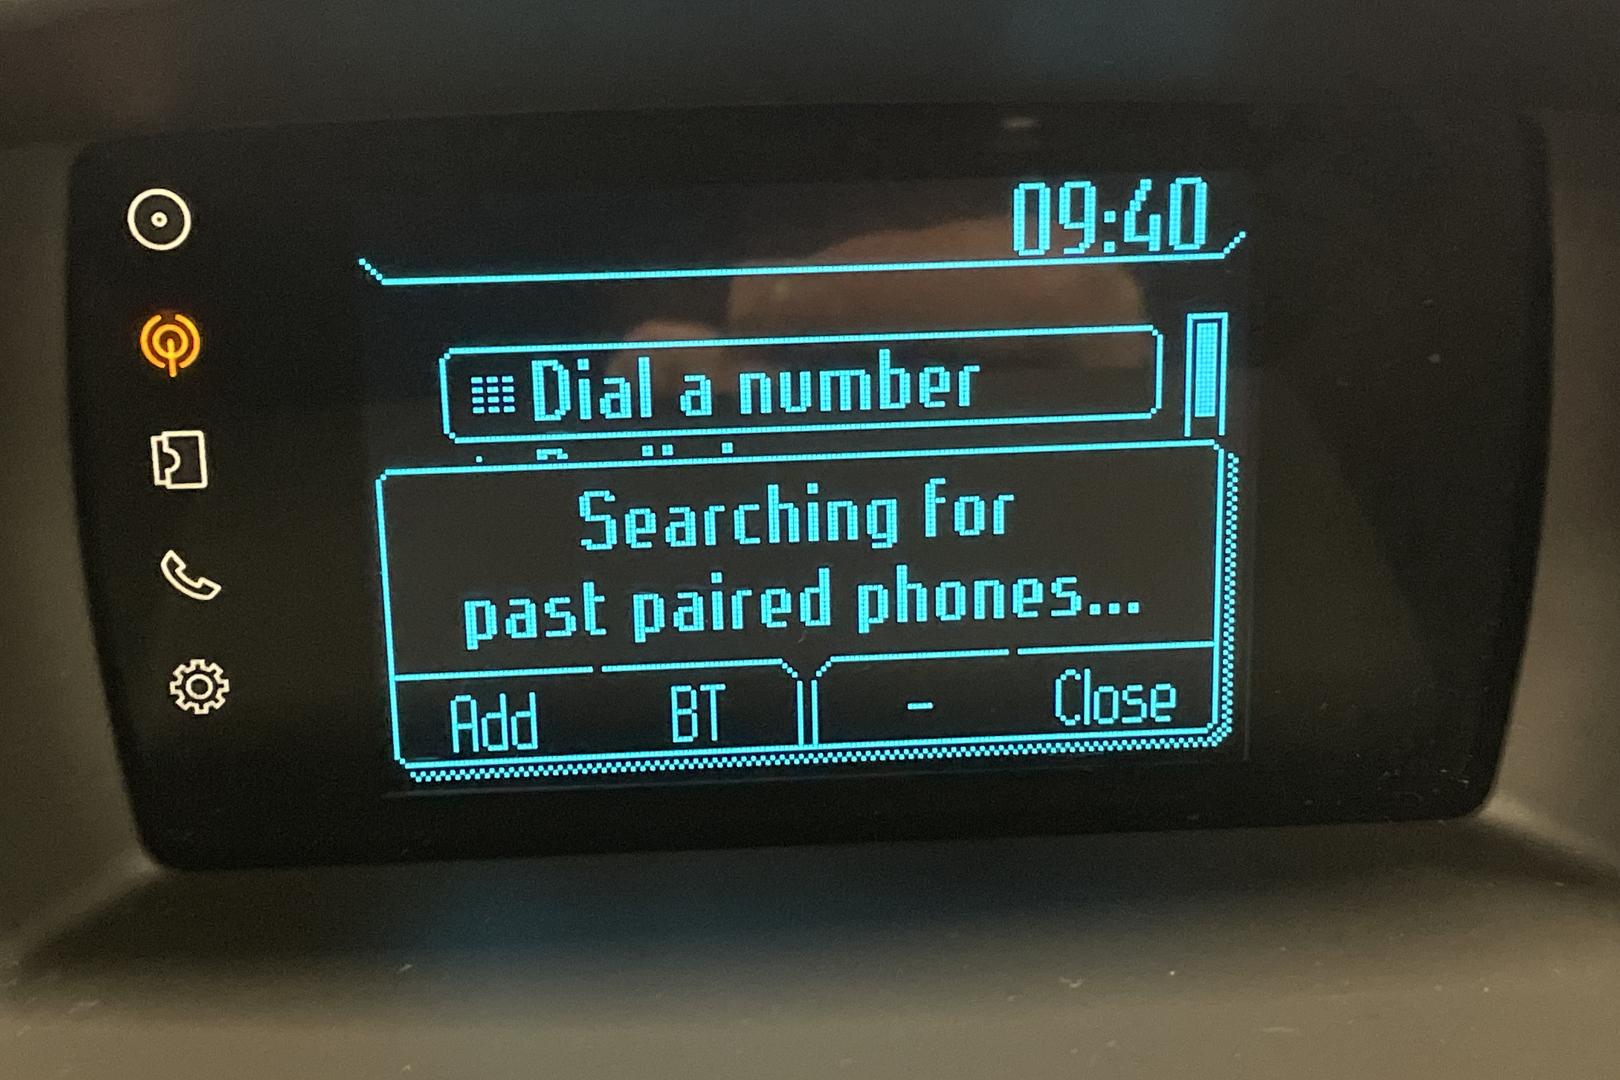 09:40
Dial a number
Searching for
past paired phones...
Add BT - Close